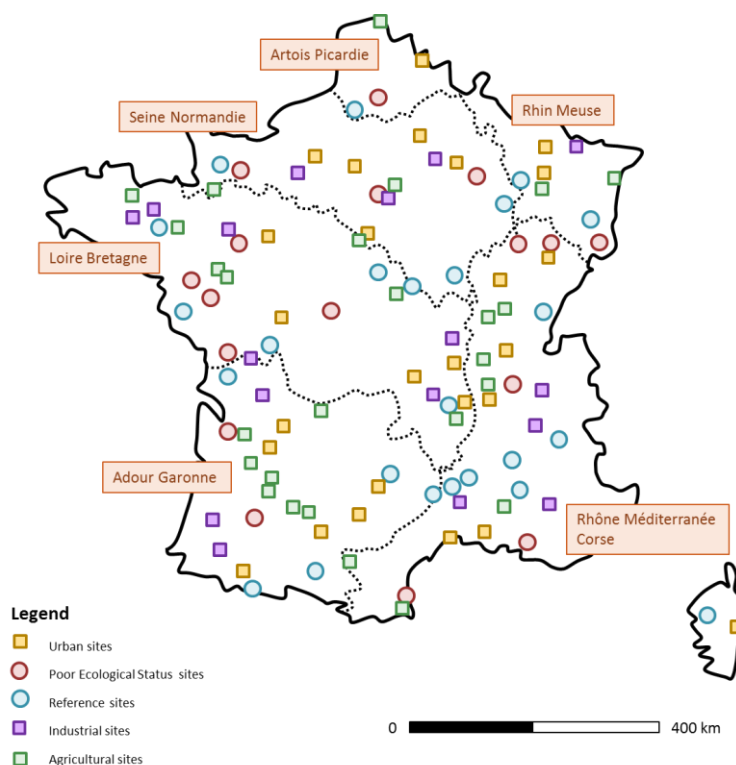 Artois Picardie
Rhin Meuse
Seine Normandie
Loire Bretagne
Adour Garonne
Rhône Méditerranée
Corse
Legend
Urban sites
Poor Ecological Status sites
Reference sites
Industrial sites
Agricultural sites
0 400 km